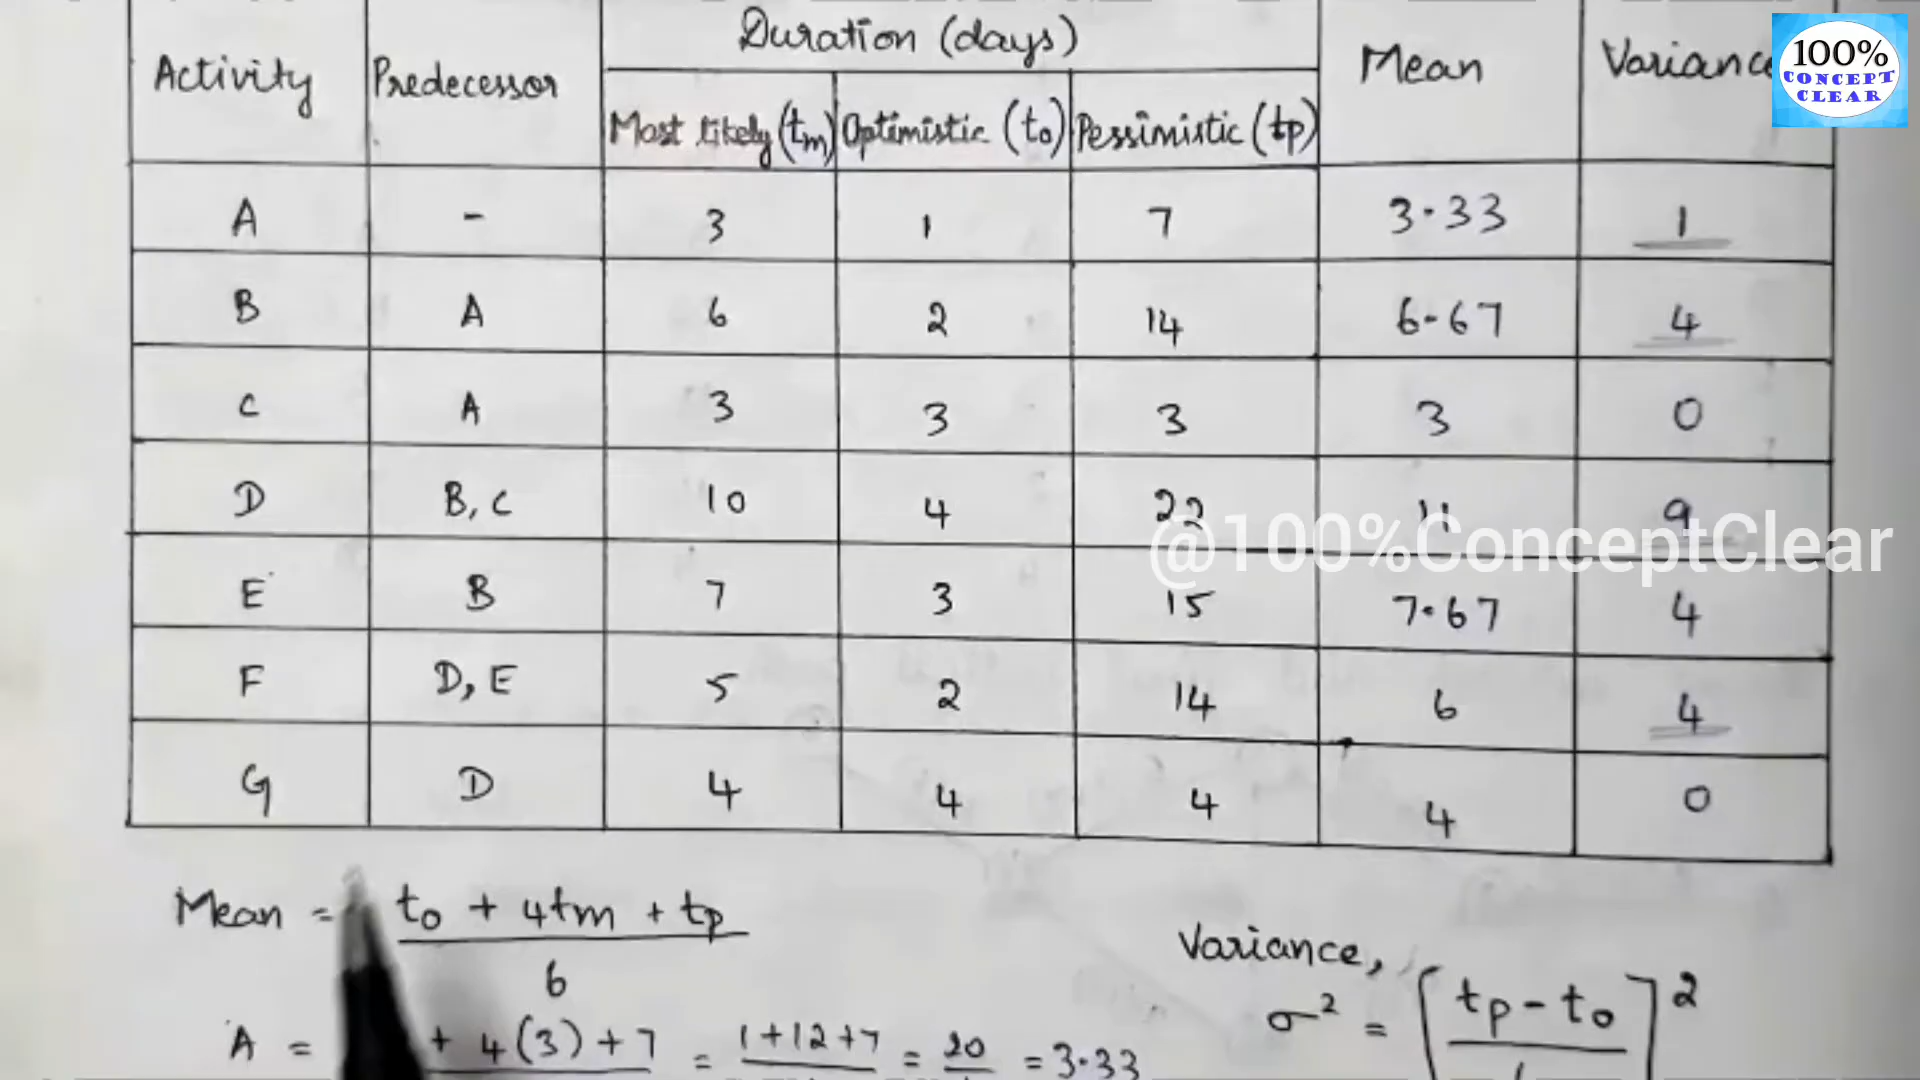 Duration (days)
Activity Predecessor Most likely (tm) Optimistic (to) Pessimistic (tp) Mean Variance
100%
CONCEPT
CLEAR
A - 3 1 7 3.33 1
B A 6 2 14 6.67 4
C A 3 3 3 3 0
D B, C 10 4 22 11 9
@100%ConceptClear
E B 7 3 15 7.67 4
F D, E 5 2 14 6 4
G D 4 4 4 4 0
Mean = to + 4tm + tp
6
Variance,
σ² = [tp - to]²
A = + 4(3) + 7 = 1+12+7 = 20 = 3.33